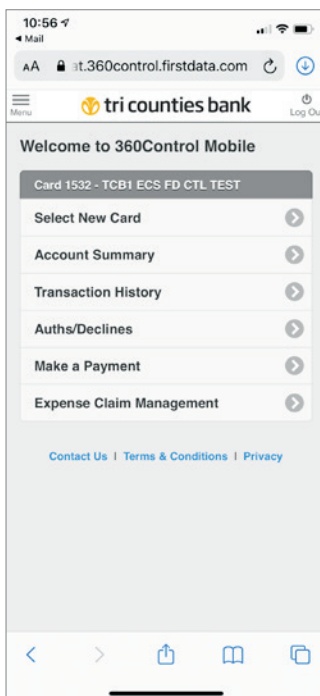 10:56
Mail
AA at.360control.firstdata.com
Menu tri counties bank Log Ou
Welcome to 360Control Mobile
Card 1532 - TCB1 ECS FD CTL TEST
Select New Card
Account Summary
Transaction History
Auths/Declines
Make a Payment
Expense Claim Management
Contact Us | Terms & Conditions | Privacy